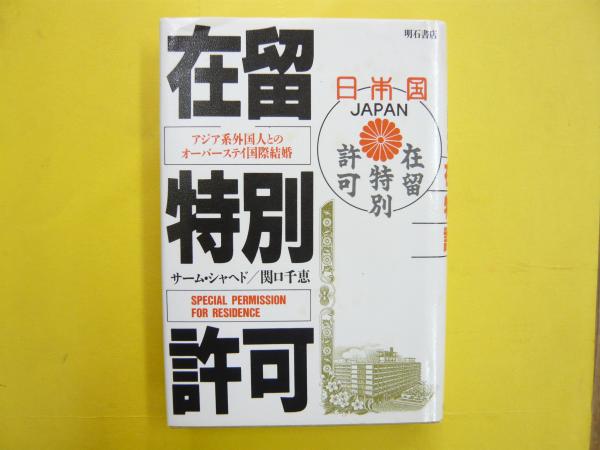 明石書店
在留
アジア系外国人との
オーバーステイ国際結婚
特別
サーム・シャヘド／関口千恵
SPECIAL PERMISSION
FOR RESIDENCE
許可
日本国
JAPAN
在留
特別
許可